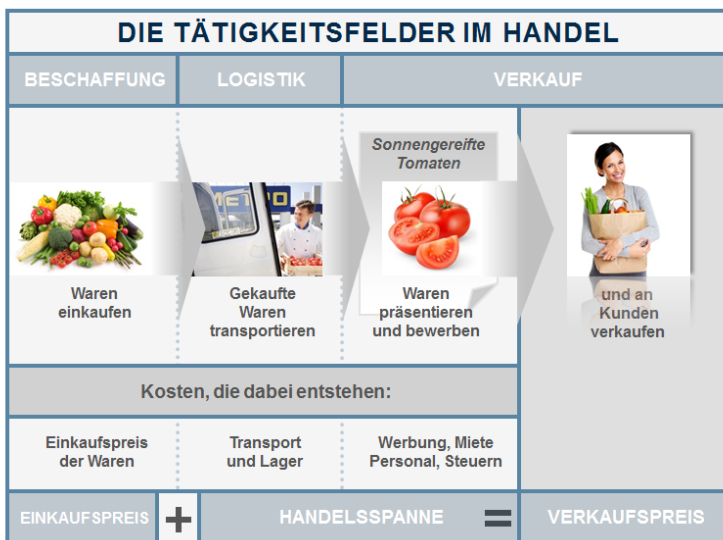 DIE TÄTIGKEITSFELDER IM HANDEL
BESCHAFFUNG
LOGISTIK
VERKAUF
Sonnengereifte
Tomaten
Waren
einkaufen
Gekaufte
Waren
transportieren
Waren
präsentieren
und bewerben
und an
Kunden
verkaufen
Kosten, die dabei entstehen:
Einkaufspreis
der Waren
Transport
und Lager
Werbung, Miete
Personal, Steuern
EINKAUFSPREIS
+
HANDELSSPANNE
=
VERKAUFSPREIS